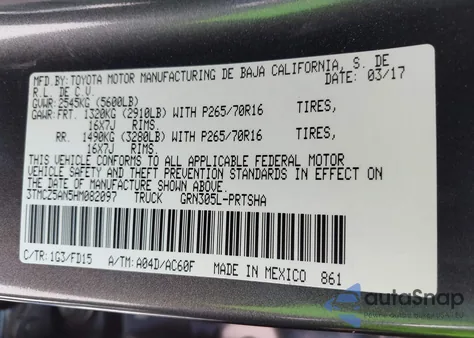 MFD.BY:TOYOTA MOTOR MANUFACTURING DE BAJA CALIFORNIA, S. DE
R.L. DE C.V. DATE: 03/17
GVWR: 2545KG (5600LB)
GAWR:FRT. 1320KG (2910LB) WITH P265/70R16 TIRES,
16X7J RIMS
RR. 1490KG (3280LB) WITH P265/70R16 TIRES,
16X7J RIMS
THIS VEHICLE CONFORMS TO ALL APPLICABLE FEDERAL MOTOR
VEHICLE SAFETY AND THEFT PREVENTION STANDARDS IN EFFECT ON
THE DATE OF MANUFACTURE SHOWN ABOVE.
3TMCZ5AN5HM082097 TRUCK GRN305L-PRTSHA
C/TR: 1G3/FD15 A/TM: A04D/AC60F MADE IN MEXICO 861
autoSnap